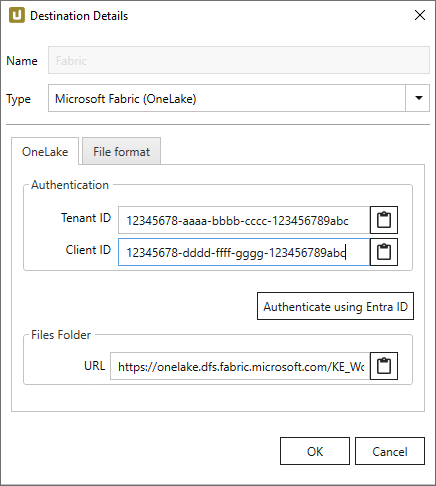 Destination Details
Name Fabric
Type Microsoft Fabric (OneLake)
OneLake File format
Authentication
Tenant ID 12345678-aaaa-bbbb-cccc-123456789abc
Client ID 12345678-dddd-ffff-gggg-123456789abc
Authenticate using Entra ID
Files Folder
URL https://onelake.dfs.fabric.microsoft.com/KE_Wo
OK Cancel